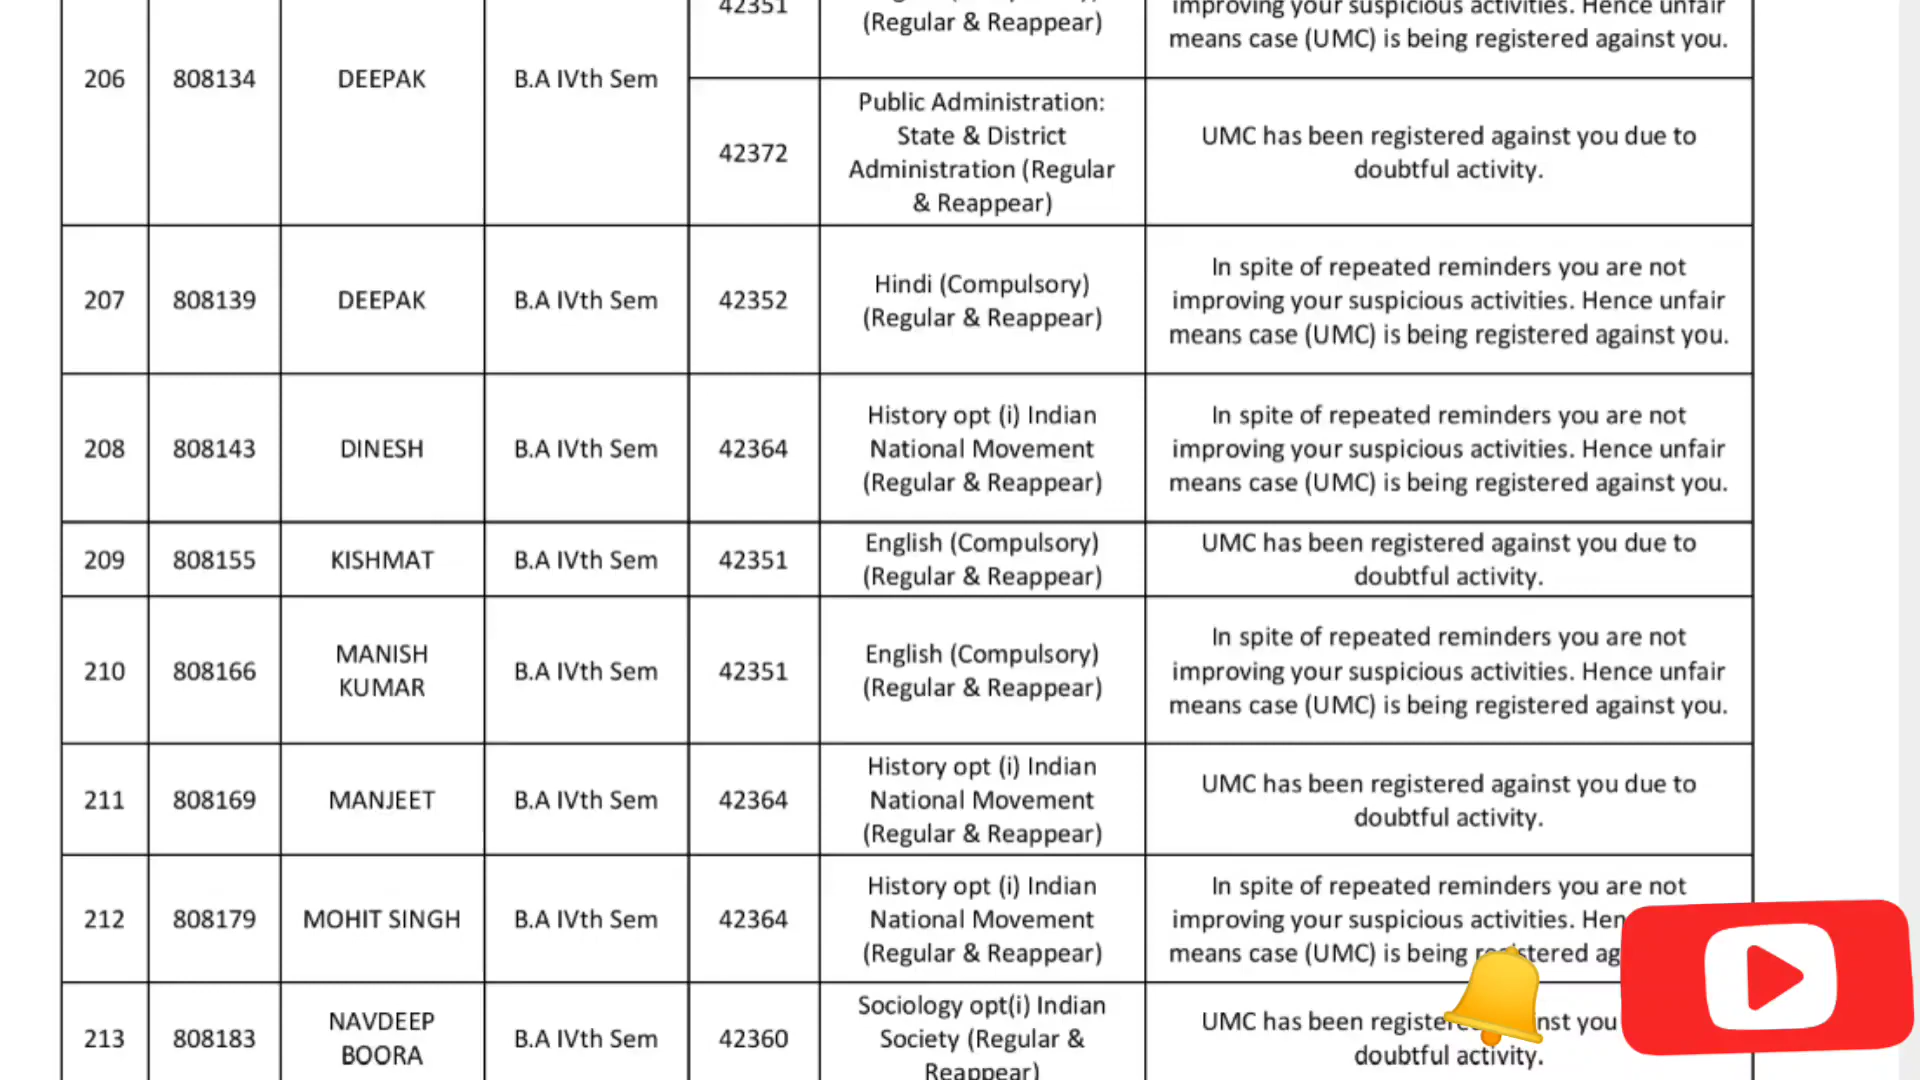 42351
(Regular & Reappear)
improving your suspicious activities. Hence unfair
means case (UMC) is being registered against you.
206
808134
DEEPAK
B.A IVth Sem
42372
Public Administration:
State & District
Administration (Regular
& Reappear)
UMC has been registered against you due to
doubtful activity.
207
808139
DEEPAK
B.A IVth Sem
42352
Hindi (Compulsory)
(Regular & Reappear)
In spite of repeated reminders you are not
improving your suspicious activities. Hence unfair
means case (UMC) is being registered against you.
208
808143
DINESH
B.A IVth Sem
42364
History opt (i) Indian
National Movement
(Regular & Reappear)
In spite of repeated reminders you are not
improving your suspicious activities. Hence unfair
means case (UMC) is being registered against you.
209
808155
KISHMAT
B.A IVth Sem
42351
English (Compulsory)
(Regular & Reappear)
UMC has been registered against you due to
doubtful activity.
210
808166
MANISH
KUMAR
B.A IVth Sem
42351
English (Compulsory)
(Regular & Reappear)
In spite of repeated reminders you are not
improving your suspicious activities. Hence unfair
means case (UMC) is being registered against you.
211
808169
MANJEET
B.A IVth Sem
42364
History opt (i) Indian
National Movement
(Regular & Reappear)
UMC has been registered against you due to
doubtful activity.
212
808179
MOHIT SINGH
B.A IVth Sem
42364
History opt (i) Indian
National Movement
(Regular & Reappear)
In spite of repeated reminders you are not
improving your suspicious activities.
means case (UMC) is being
213
808183
NAVDEEP
BOORA
B.A IVth Sem
42360
Sociology opt(i) Indian
Society (Regular &
Reappear)
UMC has been you
doubtful activity.